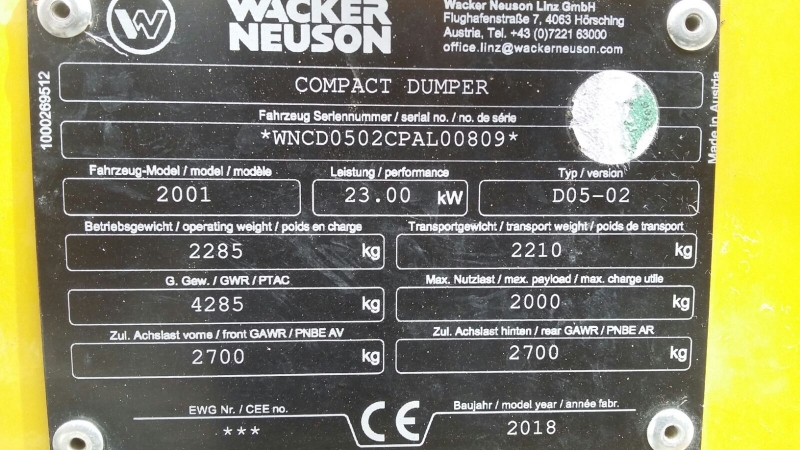 WACKER NEUSON
Wacker Neuson Linz GmbH
Flughafenstraße 7, 4063 Hörsching
Austria, Tel. +43 (0)7221 63000
office.linz@wackerneuson.com
COMPACT DUMPER
Fahrzeug Seriennummer / serial no. / no. de série
*WNCD0502CPAL00809*
Fahrzeug-Model / model / modèle
2001
Leistung / performance
23.00 kW
Typ / version
D05-02
Betriebsgewicht / operating weight / poids en charge
2285 kg
Transportgewicht / transport weight / poids de transport
2210 kg
G. Gew. / GWR / PTAC
4285 kg
Max. Nutzlast / max. payload / max. charge utile
2000 kg
Zul. Achslast vorne / front GAWR / PNBE AV
2700 kg
Zul. Achslast hinten / rear GAWR / PNBE AR
2700 kg
EWG Nr. / CEE no.
***
CE
Baujahr / model year / année fabr.
2018
1000269512
Made in Austria